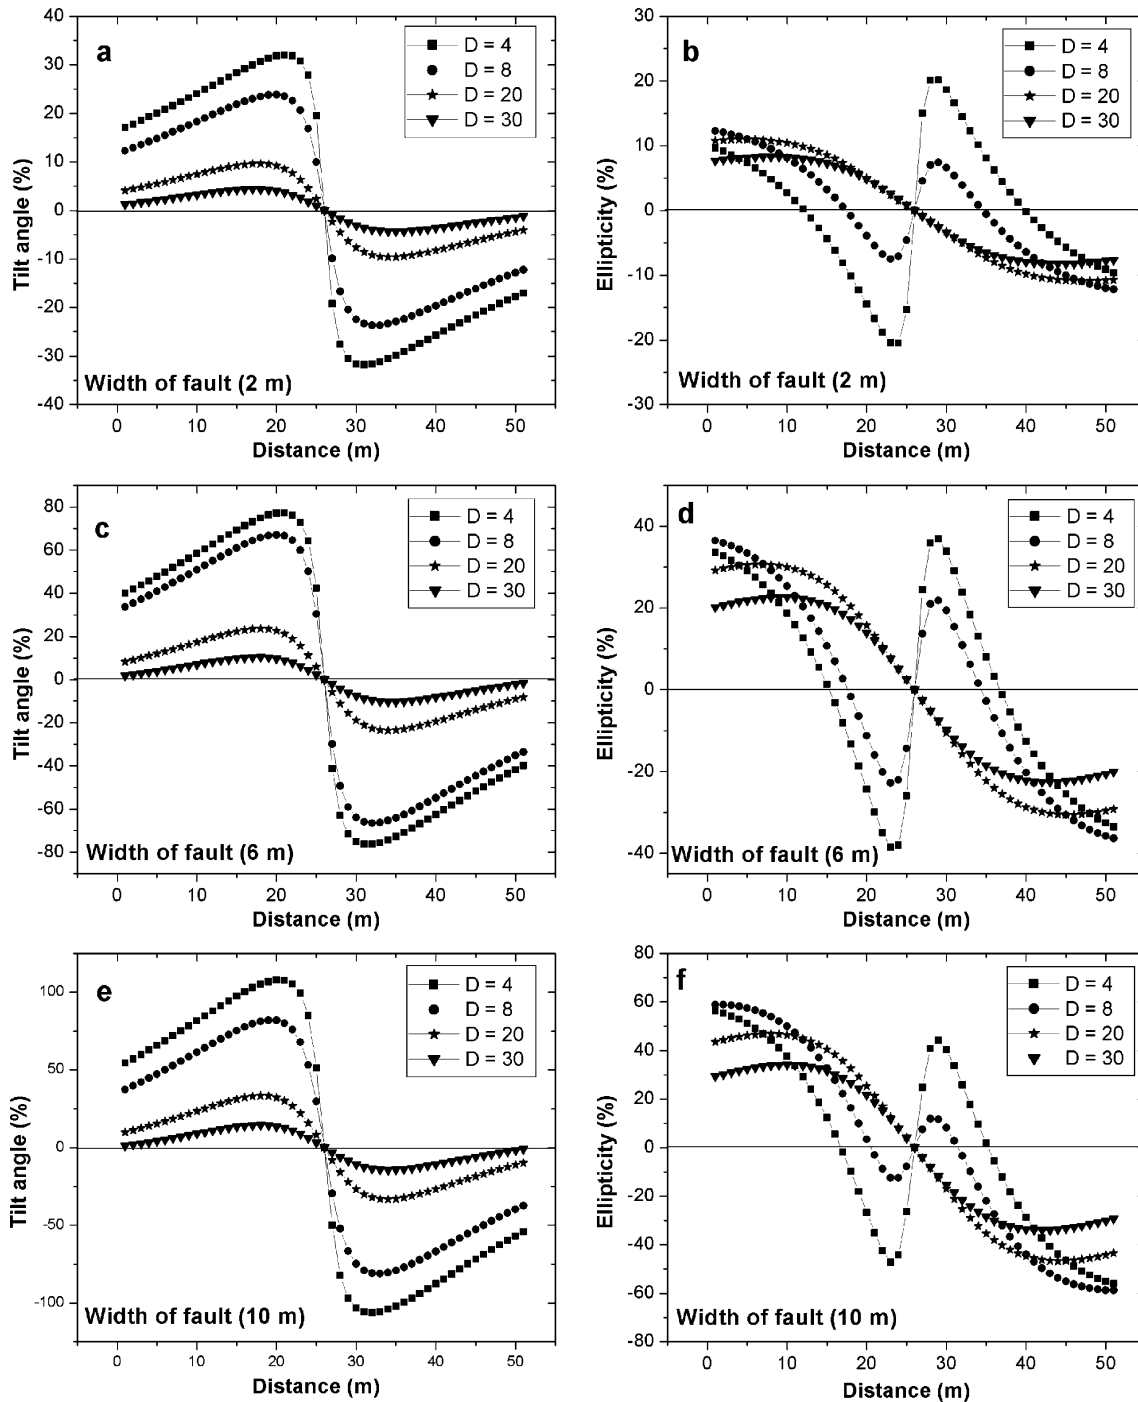 a
D = 4
D = 8
D = 20
D = 30
40
30
20
10
0
-10
-20
-30
-40
Tilt angle (%)
Width of fault (2 m)
0 10 20 30 40 50
Distance (m)
b
D = 4
D = 8
D = 20
D = 30
30
20
10
0
-10
-20
-30
Ellipticity (%)
Width of fault (2 m)
0 10 20 30 40 50
Distance (m)
c
D = 4
D = 8
D = 20
D = 30
80
60
40
20
0
-20
-40
-60
-80
Tilt angle (%)
Width of fault (6 m)
0 10 20 30 40 50
Distance (m)
d
D = 4
D = 8
D = 20
D = 30
40
20
0
-20
-40
Ellipticity (%)
Width of fault (6 m)
0 10 20 30 40 50
Distance (m)
e
D = 4
D = 8
D = 20
D = 30
100
50
0
-50
-100
Tilt angle (%)
Width of fault (10 m)
0 10 20 30 40 50
Distance (m)
f
D = 4
D = 8
D = 20
D = 30
80
60
40
20
0
-20
-40
-60
-80
Ellipticity (%)
Width of fault (10 m)
0 10 20 30 40 50
Distance (m)